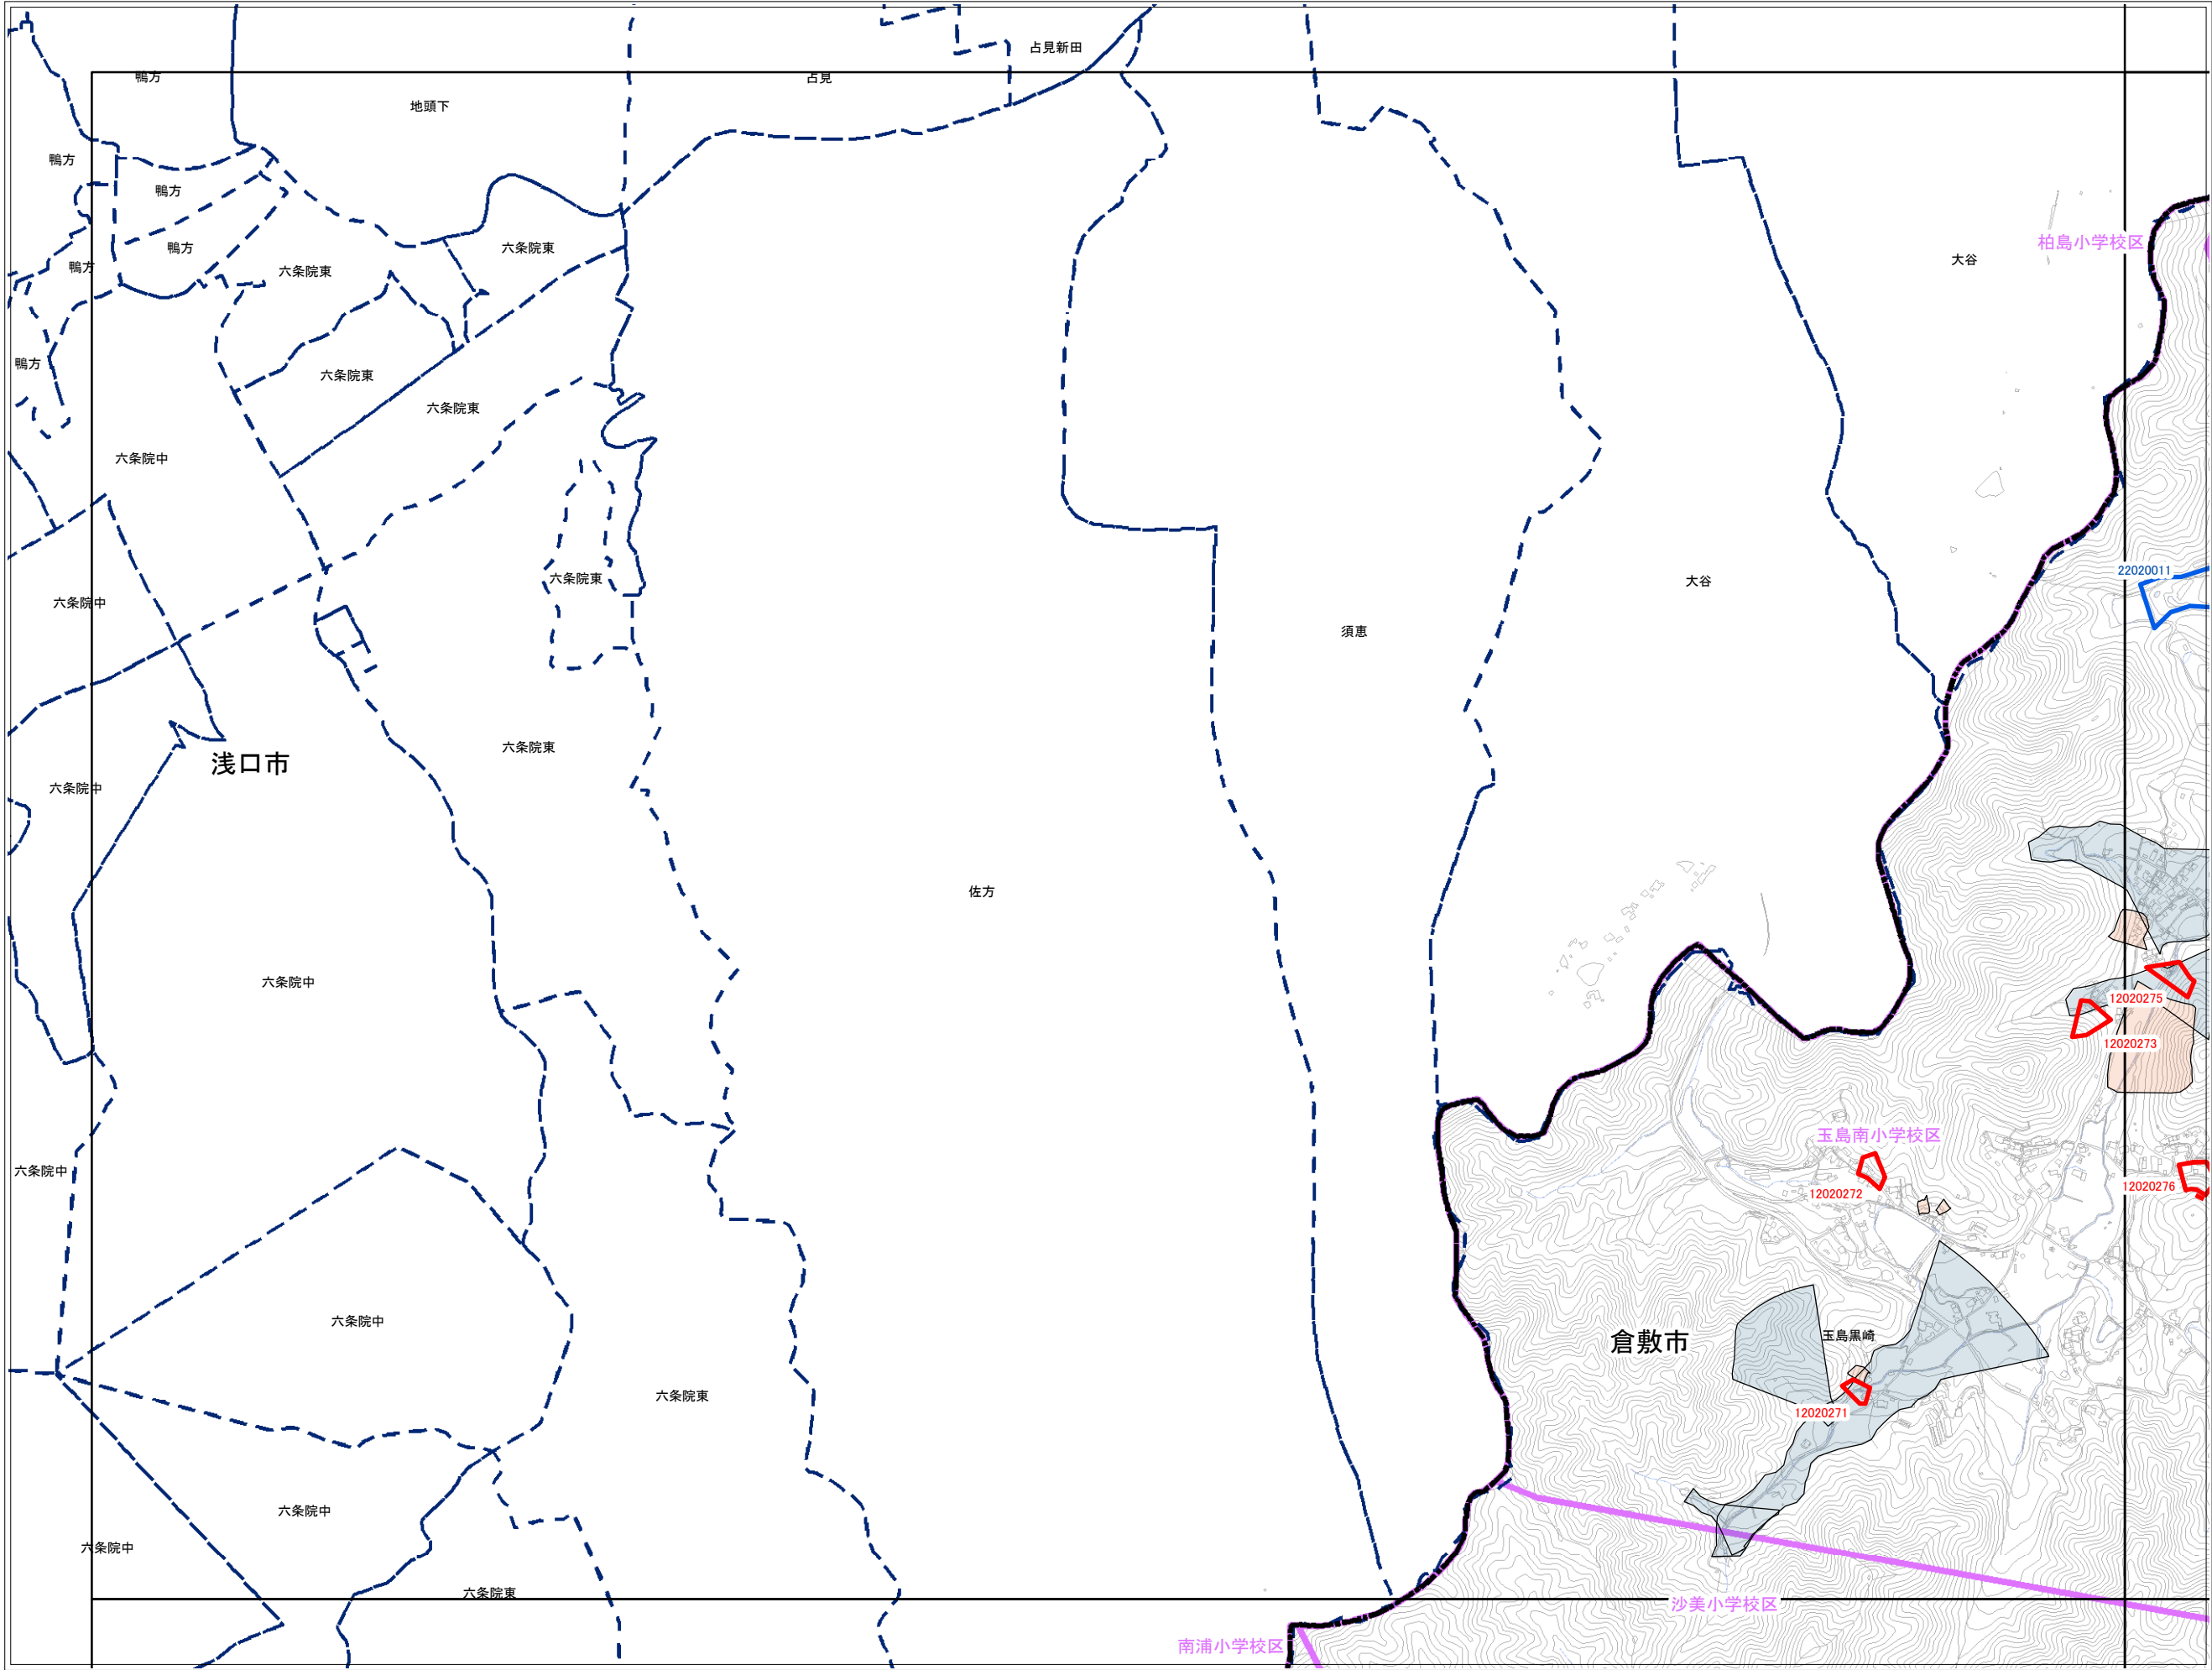 占見新田
鴨方
占見
地頭下
鴨方
鴨方
柏島小学校区
鴨方
六条院東
大谷
鴨方
六条院東
鴨方
六条院東
六条院東
六条院中
22020011
六条院東
大谷
六条院中
須恵
六条院東
浅口市
六条院中
佐方
六条院中
12020275
12020273
玉島南小学校区
六条院中
12020276
12020272
六条院中
玉島黒崎
倉敷市
六条院東
12020271
六条院中
六条院中
六条院東
沙美小学校区
南浦小学校区